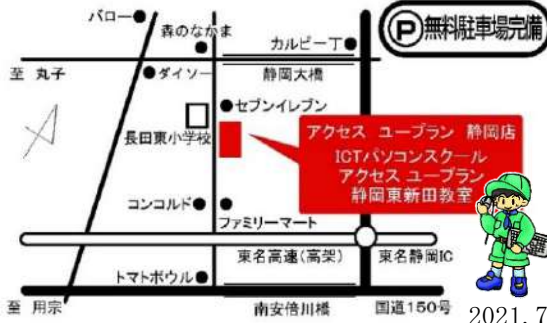 バロー
森のなかま
カルビー丁
P無料駐車場完備
至 丸子
ダイソー
静岡大橋
セブンイレブン
長田東小学校
アクセス ユープラン 静岡店
ICTパソコンスクール
アクセス ユープラン
静岡東新田教室
コンコルド
ファミリーマート
東名高速(高架)
東名静岡IC
トマトボウル
至 用宗
南安倍川橋
国道150号
2021.7